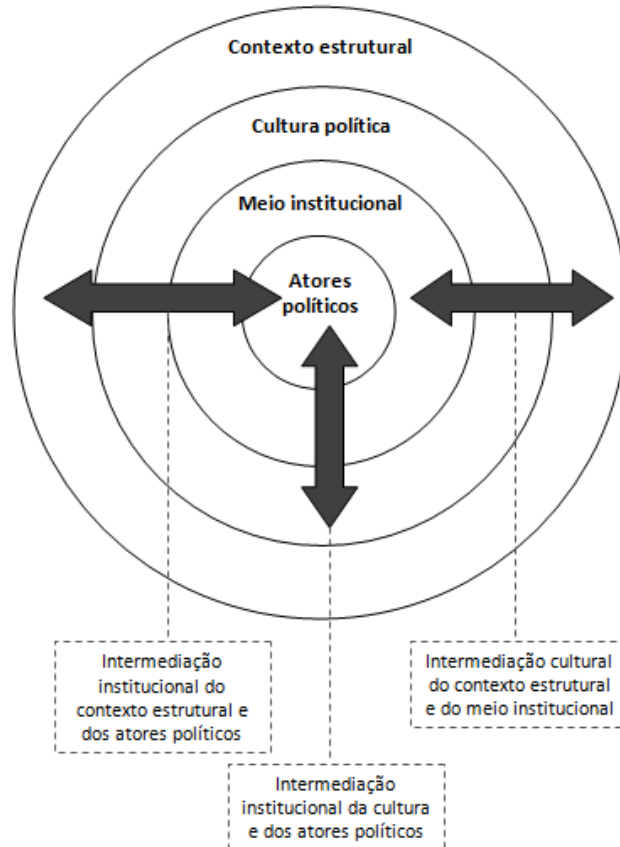 Contexto estrutural
Cultura política
Meio institucional
Atores
políticos
Intermediação
institucional do
contexto estrutural e
dos atores políticos
Intermediação cultural
do contexto estrutural
e do meio institucional
Intermediação
institucional da cultura
e dos atores políticos